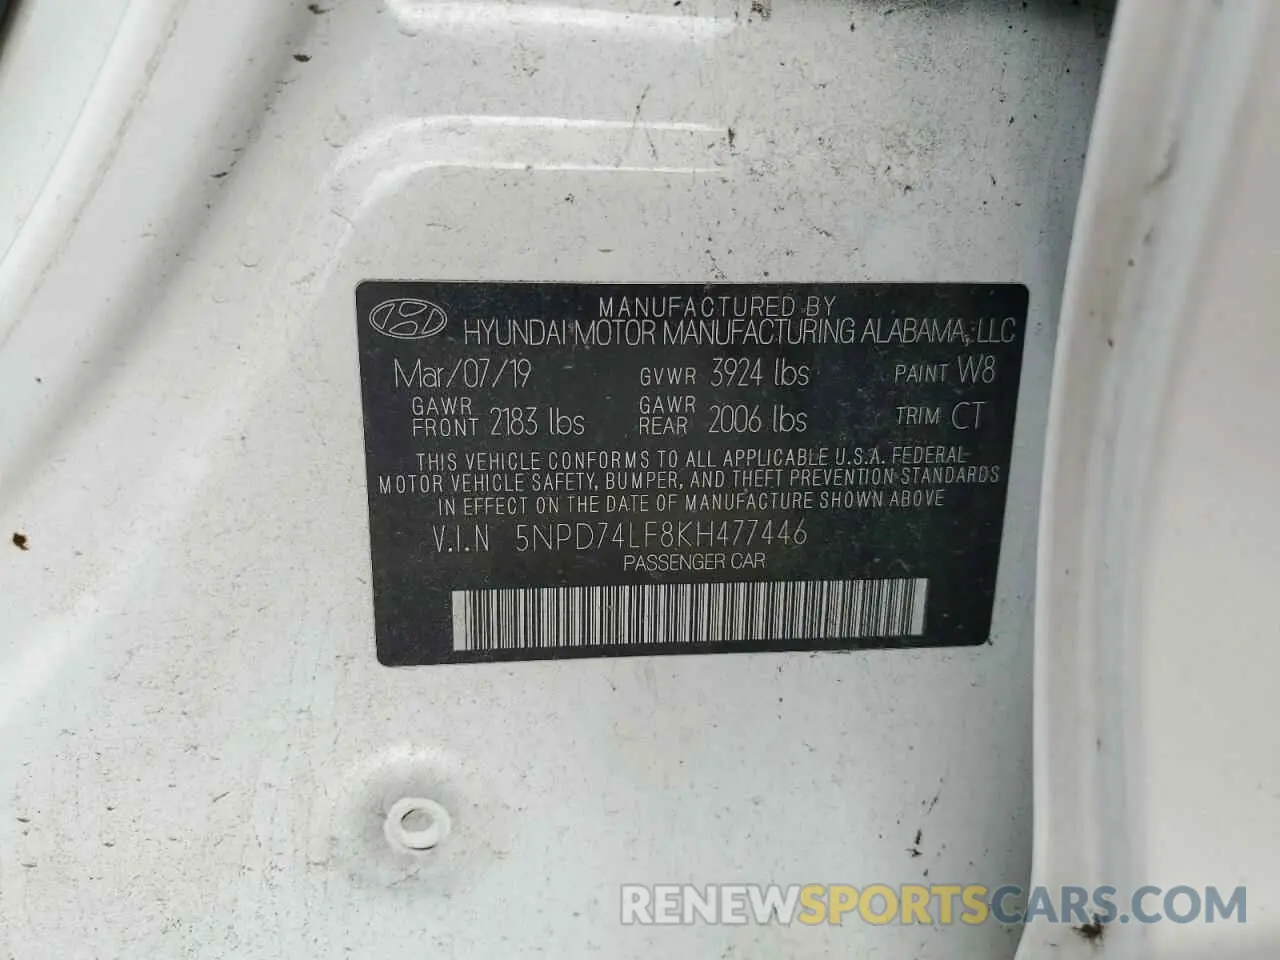 MANUFACTURED BY
HYUNDAI MOTOR MANUFACTURING ALABAMA, LLC
Mar/07/19 GVWR 3924 lbs PAINT W8
GAWR FRONT 2183 lbs GAWR REAR 2006 lbs TRIM CT
THIS VEHICLE CONFORMS TO ALL APPLICABLE U.S.A. FEDERAL
MOTOR VEHICLE SAFETY, BUMPER, AND THEFT PREVENTION STANDARDS
IN EFFECT ON THE DATE OF MANUFACTURE SHOWN ABOVE
V.I.N 5NPD74LF8KH477446
PASSENGER CAR
RENEWSPORTSCARS.COM